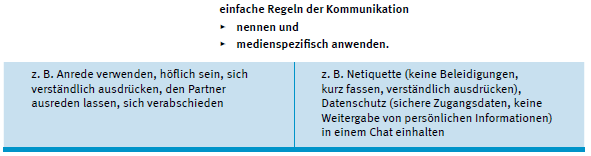 einfache Regeln der Kommunikation
► nennen und
► medienspezifisch anwenden.
z. B. Anrede verwenden, höflich sein, sich
verständlich ausdrücken, den Partner
ausreden lassen, sich verabschieden
z. B. Netiquette (keine Beleidigungen,
kurz fassen, verständlich ausdrücken),
Datenschutz (sichere Zugangsdaten, keine
Weitergabe von persönlichen Informationen)
in einem Chat einhalten